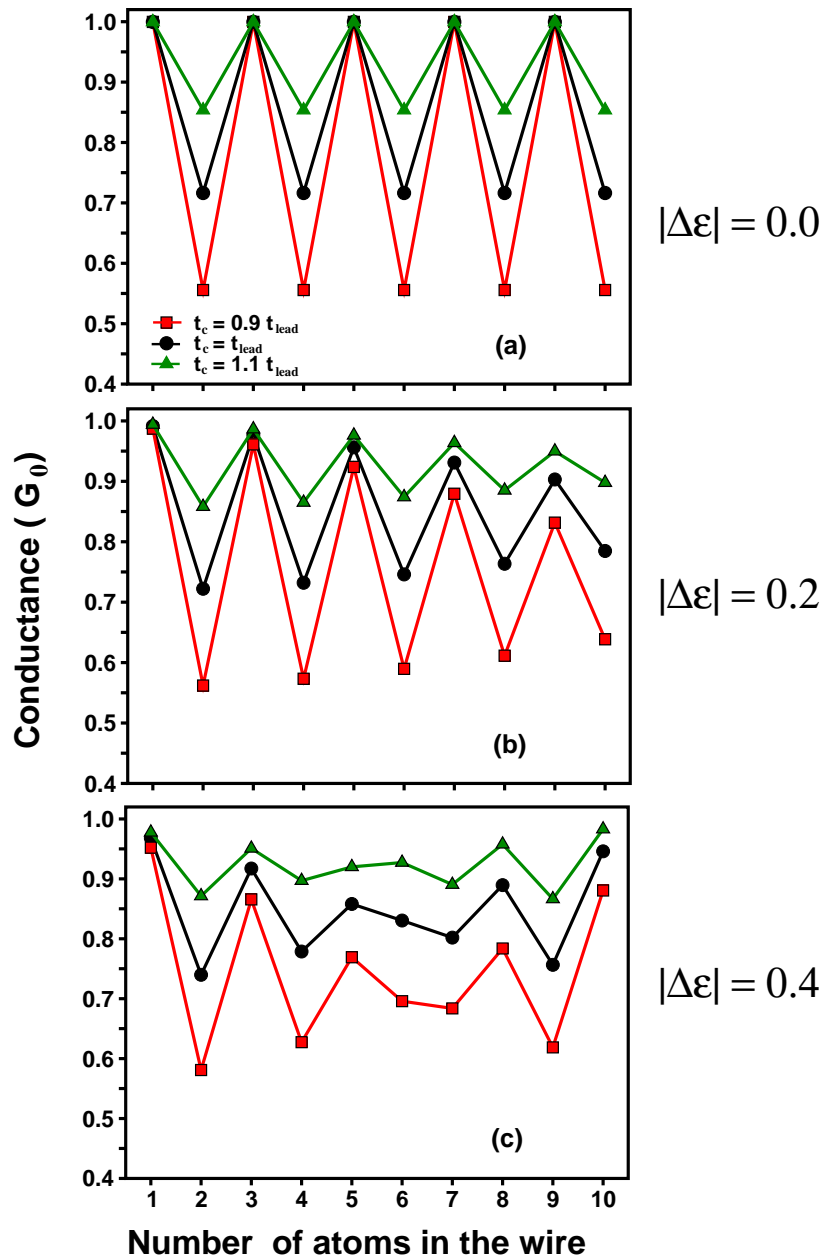 1.0
0.9
0.8
0.7
0.6
0.5
0.4
t_c = 0.9 t_lead
t_c = t_lead
t_c = 1.1 t_lead
(a)
|Δε| = 0.0
1.0
0.9
0.8
0.7
0.6
0.5
0.4
(b)
|Δε| = 0.2
Conductance ( G_0)
1.0
0.9
0.8
0.7
0.6
0.5
0.4
(c)
|Δε| = 0.4
1 2 3 4 5 6 7 8 9 10
Number of atoms in the wire